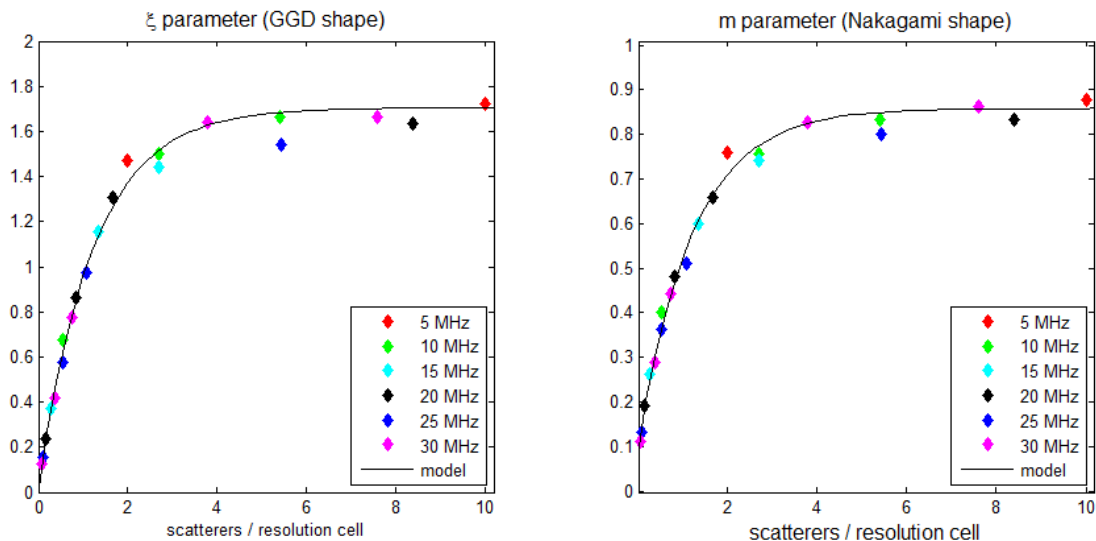 ξ parameter (GGD shape)
2
1.8
1.6
1.4
1.2
1
0.8
0.6
0.4
0.2
0
0
2
4
6
8
10
scatterers / resolution cell
5 MHz
10 MHz
15 MHz
20 MHz
25 MHz
30 MHz
model
m parameter (Nakagami shape)
1
0.9
0.8
0.7
0.6
0.5
0.4
0.3
0.2
0.1
0
2
4
6
8
10
scatterers / resolution cell
5 MHz
10 MHz
15 MHz
20 MHz
25 MHz
30 MHz
model